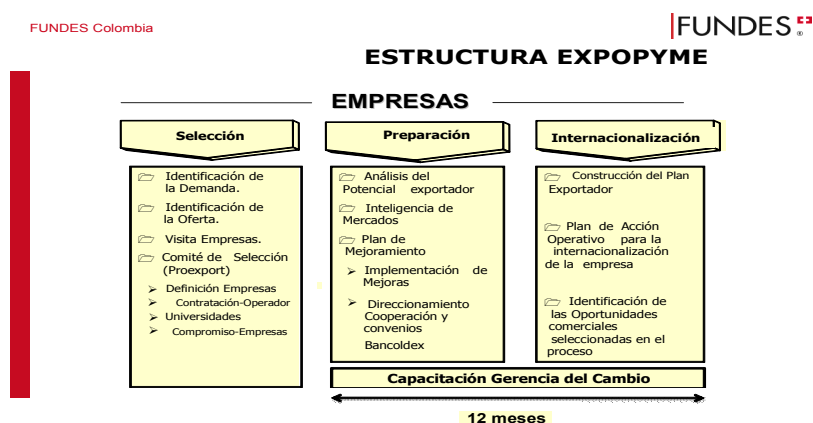 FUNDES Colombia
FUNDES
®
ESTRUCTURA EXPOPYME
EMPRESAS
Selección
Identificación de
la Demanda.
Identificación de
la Oferta.
Visita Empresas.
Comité de Selección
(Proexport)
Definición Empresas
Contratación-Operador
Universidades
Compromiso-Empresas
Preparación
Análisis del
Potencial exportador
Inteligencia de
Mercados
Plan de
Mejoramiento
Implementación de
Mejoras
Direccionamiento
Cooperación y
convenios
Bancoldex
Internacionalización
Construcción del Plan
Exportador
Plan de Acción
Operativo para la
internacionalización
de la empresa
Identificación de
las Oportunidades
comerciales
seleccionadas en el
proceso
Capacitación Gerencia del Cambio
12 meses